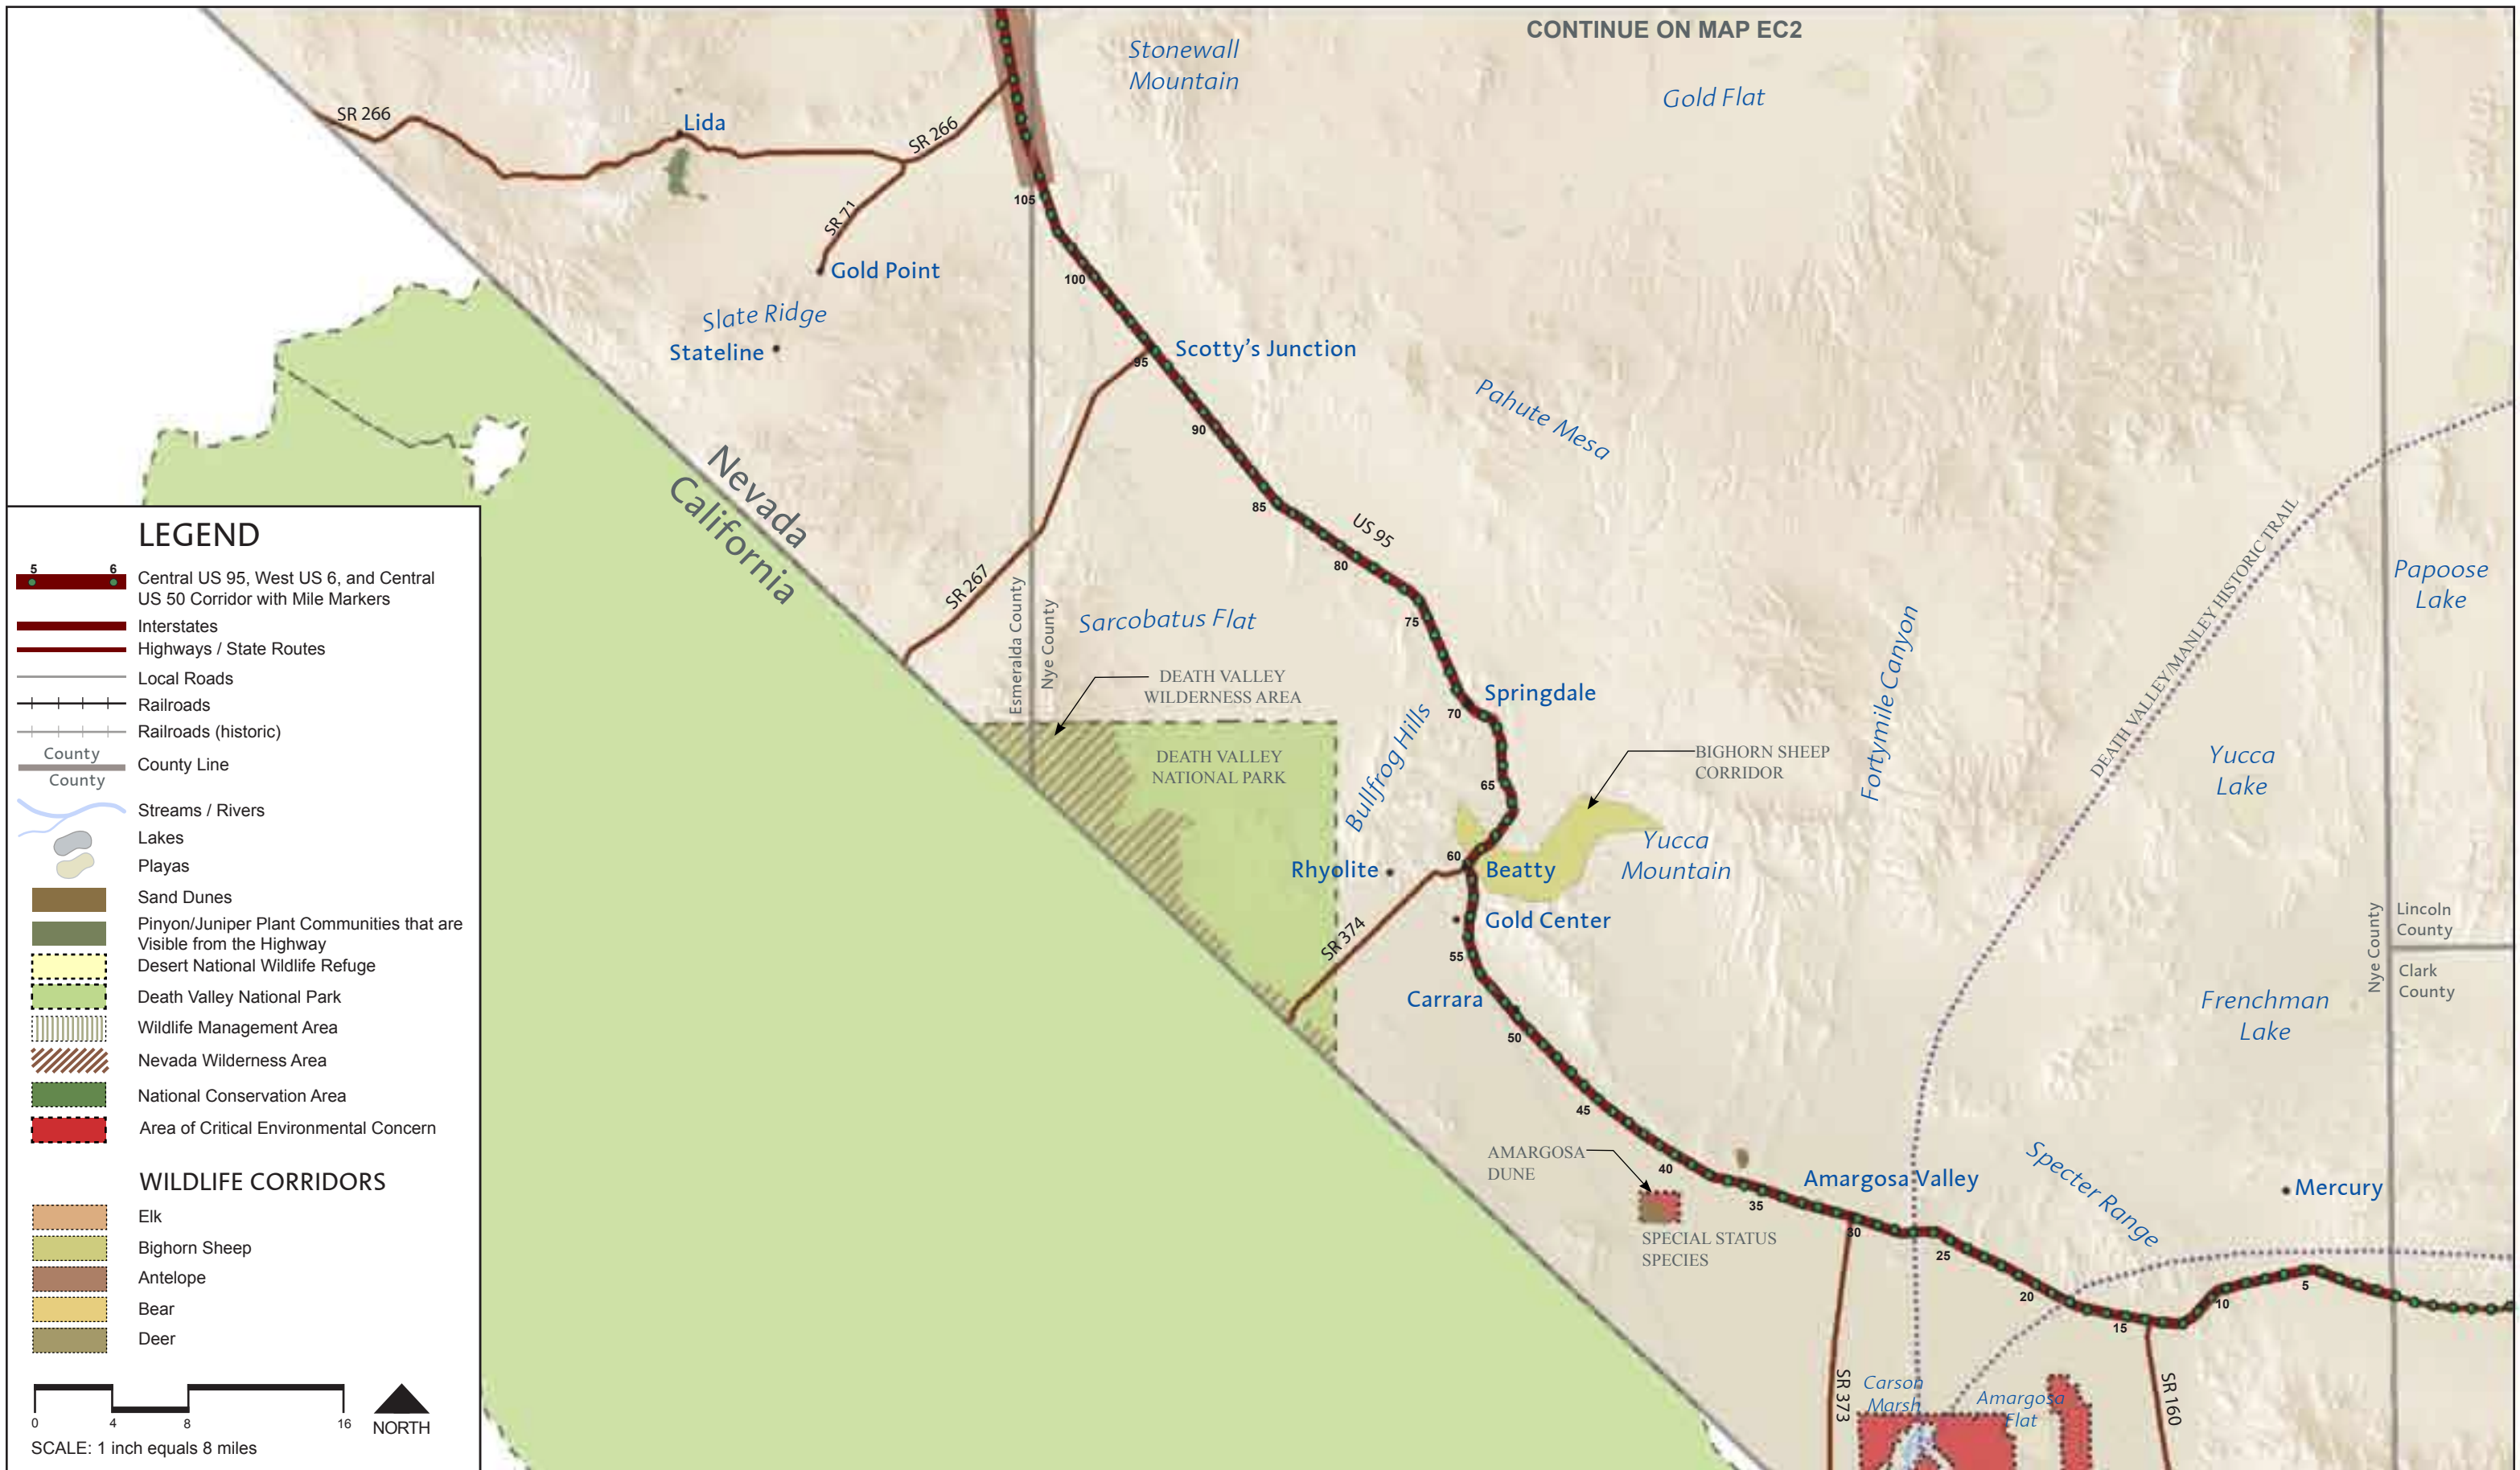 CONTINUE ON MAP EC2
Stonewall
Mountain
Gold Flat
SR 266
Lida
SR 266
SR 71
105
Gold Point
100
Slate Ridge
Stateline
Scotty's Junction
95
Pahute Mesa
90
Nevada
California
85
US 95
80
DEATH VALLEY/MANLEY HISTORIC TRAIL
Papoose
Lake
SR 267
Esmeralda County
Nye County
Sarcobatus Flat
75
Fortymile Canyon
DEATH VALLEY
WILDERNESS AREA
Springdale
70
Bullfrog Hills
DEATH VALLEY
NATIONAL PARK
BIGHORN SHEEP
CORRIDOR
Yucca
Lake
65
Yucca
Mountain
60
Rhyolite
Beatty
Gold Center
SR 374
55
Nye County
Lincoln
County
Clark
County
Carrara
Frenchman
Lake
50
45
AMARGOSA
DUNE
40
Amargosa Valley
Specter Range
Mercury
35
30
SPECIAL STATUS
SPECIES
25
20
15
10
5
SR 373
Carson
Marsh
Amargosa
Flat
SR 160
LEGEND
5 6
Central US 95, West US 6, and Central
US 50 Corridor with Mile Markers
Interstates
Highways / State Routes
Local Roads
Railroads
Railroads (historic)
County
County Line
County
Streams / Rivers
Lakes
Playas
Sand Dunes
Pinyon/Juniper Plant Communities that are
Visible from the Highway
Desert National Wildlife Refuge
Death Valley National Park
Wildlife Management Area
Nevada Wilderness Area
National Conservation Area
Area of Critical Environmental Concern
WILDLIFE CORRIDORS
Elk
Bighorn Sheep
Antelope
Bear
Deer
0 4 8 16
NORTH
SCALE: 1 inch equals 8 miles